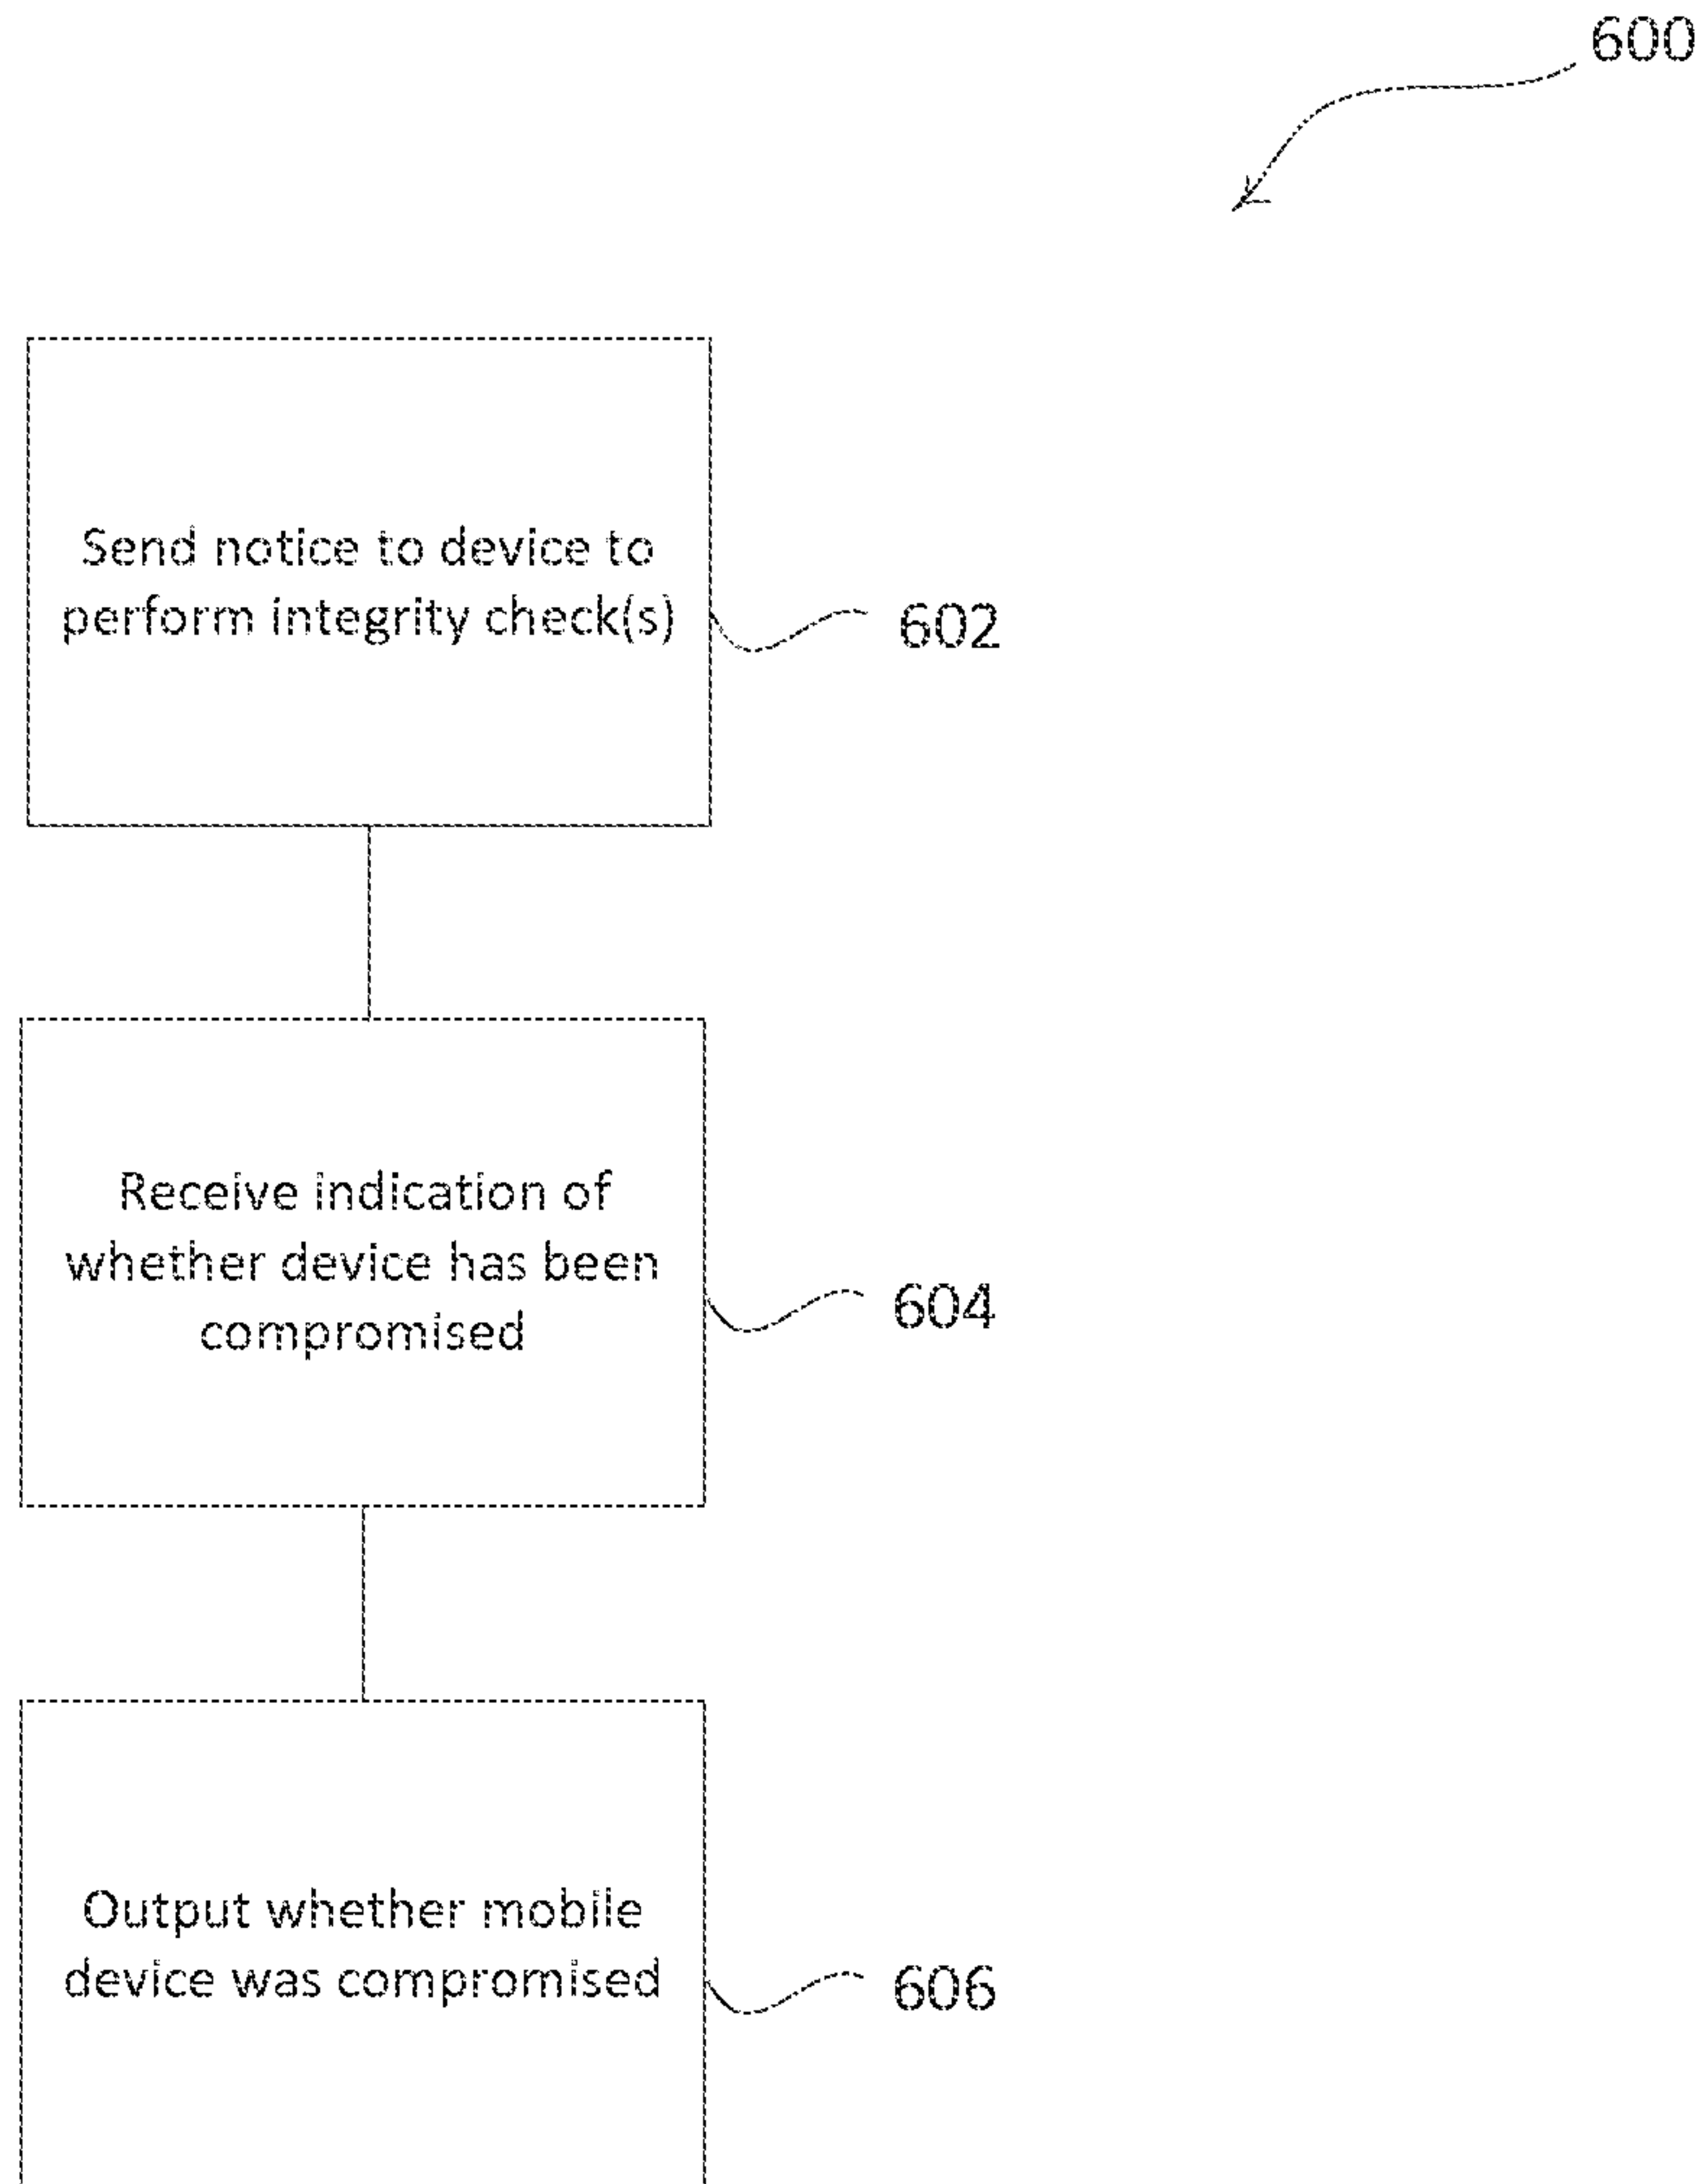 600
Send notice to device to
perform integrity check(s)
602
Receive indication of
whether device has been
compromised
604
Output whether mobile
device was compromised
606